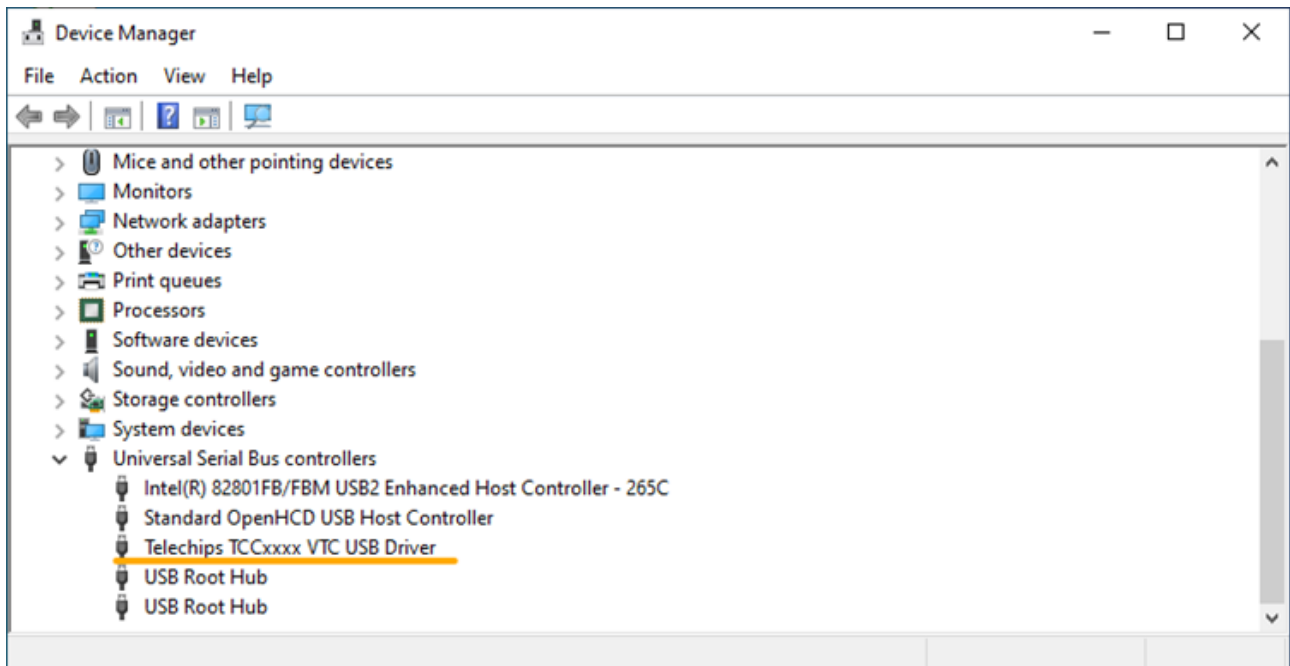 Device Manager
File Action View Help
Mice and other pointing devices
Monitors
Network adapters
Other devices
Print queues
Processors
Software devices
Sound, video and game controllers
Storage controllers
System devices
Universal Serial Bus controllers
Intel(R) 82801FB/FBM USB2 Enhanced Host Controller - 265C
Standard OpenHCD USB Host Controller
Telechips TCCxxxx VTC USB Driver
USB Root Hub
USB Root Hub